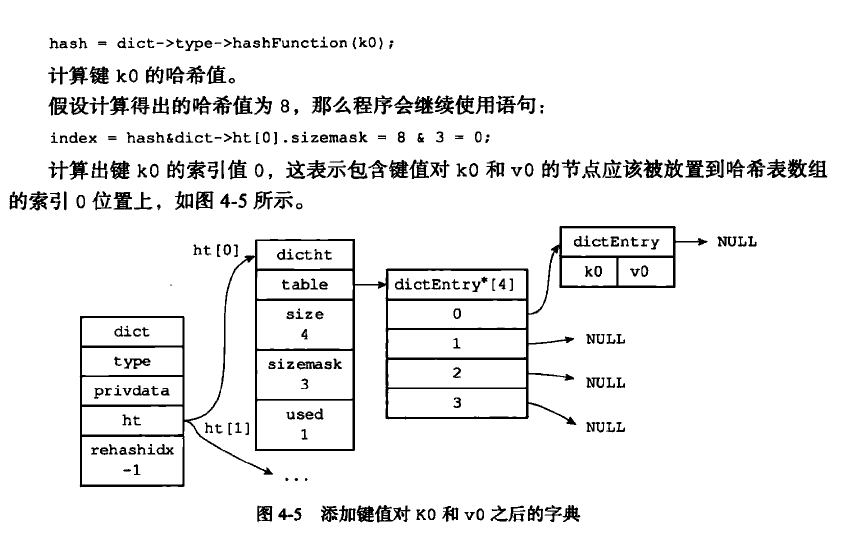 hash = dict->type->hashFunction(k0);
计算键 k0 的哈希值。
假设计算得出的哈希值为 8，那么程序会继续使用语句：
index = hash&dict->ht[0].sizemask = 8 & 3 = 0;
计算出键 k0 的索引值 0，这表示包含键值对 k0 和 v0 的节点应该被放置到哈希表数组
的索引 0 位置上，如图 4-5 所示。
dict
type
privdata
ht
rehashidx
-1
ht[0]
ht[1]
dictht
table
size
4
sizemask
3
used
1
...
dictEntry*[4]
0
1
2
3
dictEntry
k0 v0
NULL
NULL
NULL
NULL
图 4-5 添加键值对 K0 和 v0 之后的字典